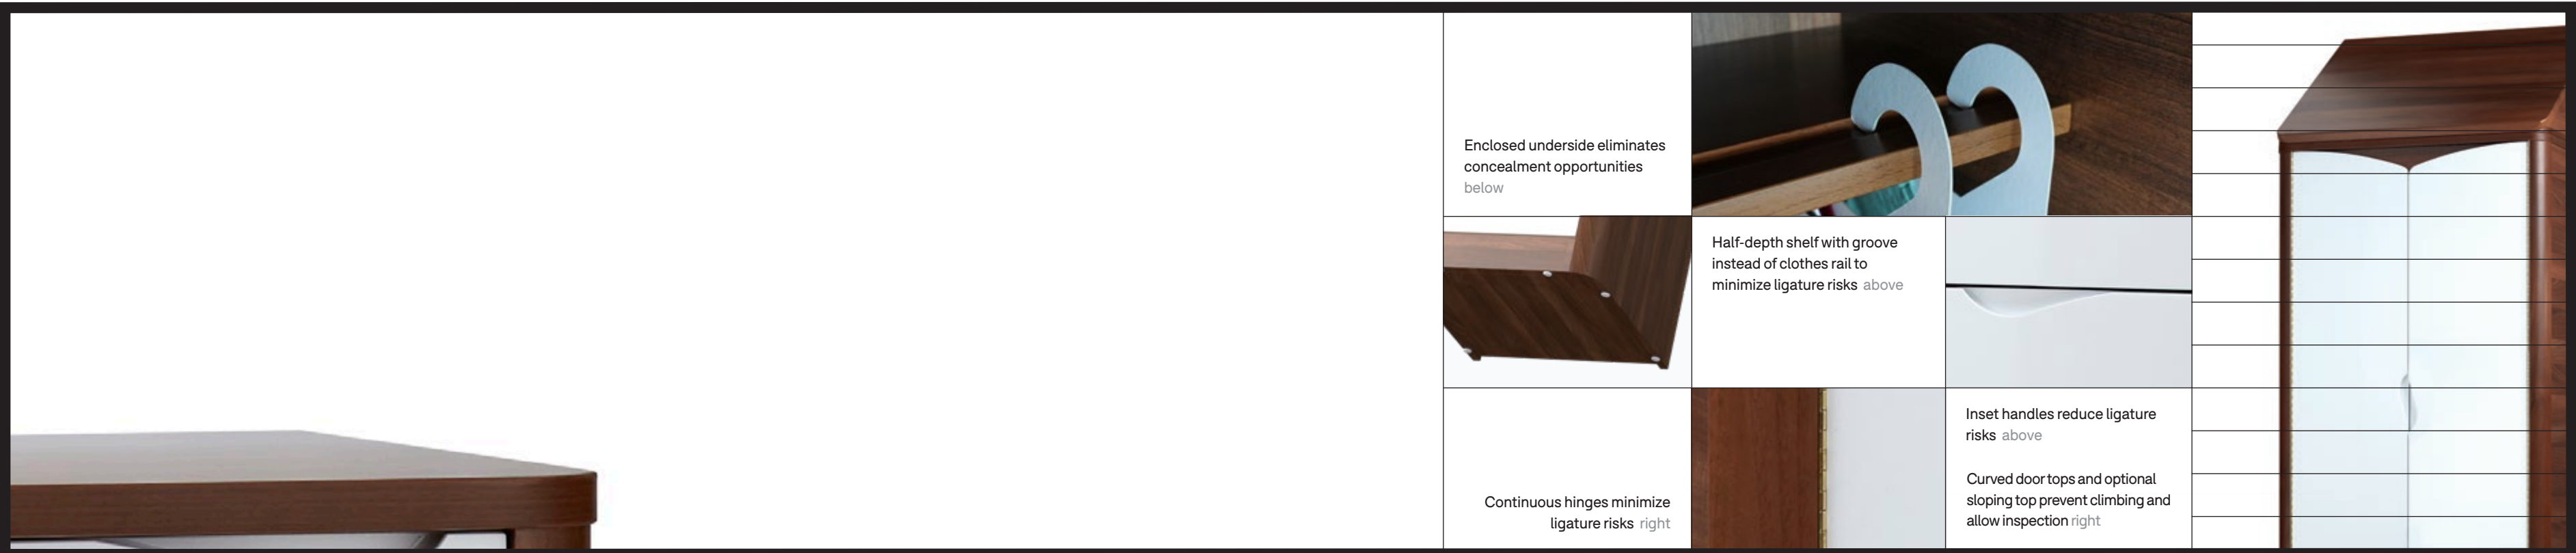 Enclosed underside eliminates
concealment opportunities
below
Half-depth shelf with groove
instead of clothes rail to
minimize ligature risks above
Continuous hinges minimize
ligature risks right
Inset handles reduce ligature
risks above
Curved door tops and optional
sloping top prevent climbing and
allow inspection right